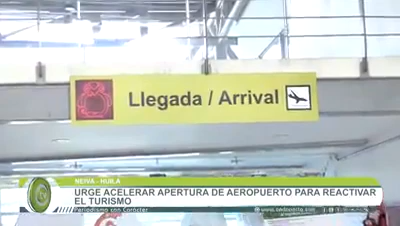 Llegada / Arrival
NEIVA - HUILA
URGE ACELERAR APERTURA DE AEROPUERTO PARA REACTIVAR
EL TURISMO
Periodismo con Carácter